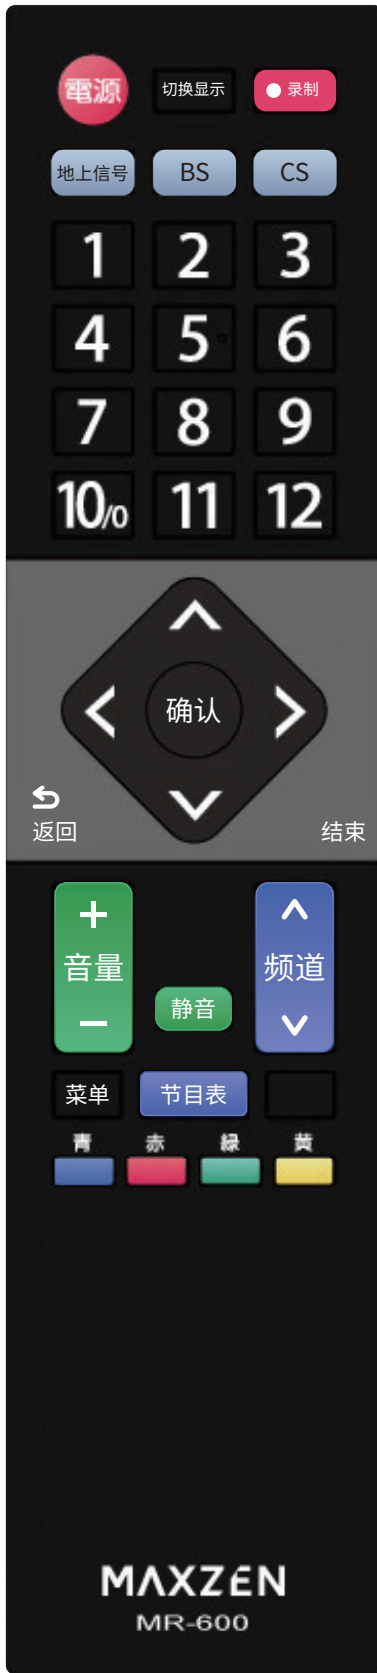 電源 切换显示 录制
地上信号 BS CS
1 2 3
4 5 6
7 8 9
10/0 11 12
确认
返回 结束
+
音量 频道
静音
−
菜单 节目表
青 赤 緑 黄
MAXZEN
MR-600